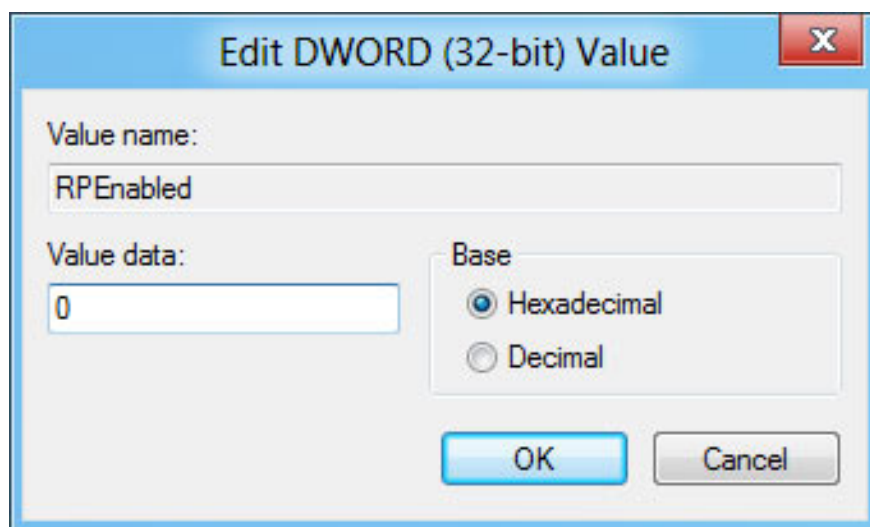 Edit DWORD (32-bit) Value
X
Value name:
RPEnabled
Value data:
0
Base
Hexadecimal
Decimal
OK
Cancel